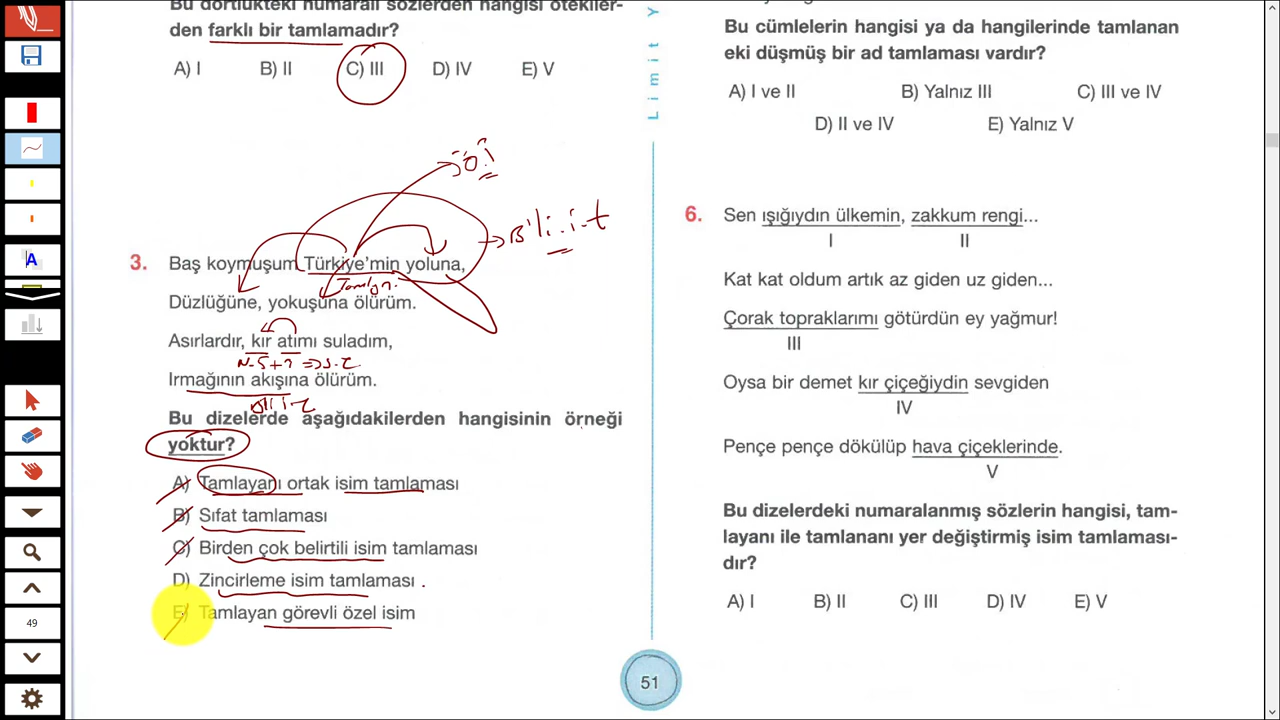 Bu dörtlükteki numaralı sözlerden hangisi ötekiler-
den farklı bir tamlamadır?
A) I B) II C) III D) IV E) V
Ö.İ
B'li.i.t
3. Baş koymuşum Türkiye'min yoluna,
Düzlüğüne, yokuşuna ölürüm.
Asırlardır, kır atımı suladım,
Irmağının akışına ölürüm.
Bu dizelerde aşağıdakilerden hangisinin örneği
yoktur?
A) Tamlayanı ortak isim tamlaması
B) Sıfat tamlaması
C) Birden çok belirtili isim tamlaması
D) Zincirleme isim tamlaması .
E) Tamlayan görevli özel isim
Limit Y
Bu cümlelerin hangisi ya da hangilerinde tamlanan
eki düşmüş bir ad tamlaması vardır?
A) I ve II B) Yalnız III C) III ve IV
D) II ve IV E) Yalnız V
6. Sen ışığıydın ülkemin, zakkum rengi...
I II
Kat kat oldum artık az giden uz giden...
Çorak topraklarımı götürdün ey yağmur!
III
Oysa bir demet kır çiçeğiydin sevgiden
IV
Pençe pençe dökülüp hava çiçeklerinde.
V
Bu dizelerdeki numaralanmış sözlerin hangisi, tam-
layanı ile tamlananı yer değiştirmiş isim tamlaması-
dır?
A) I B) II C) III D) IV E) V
51
A
49